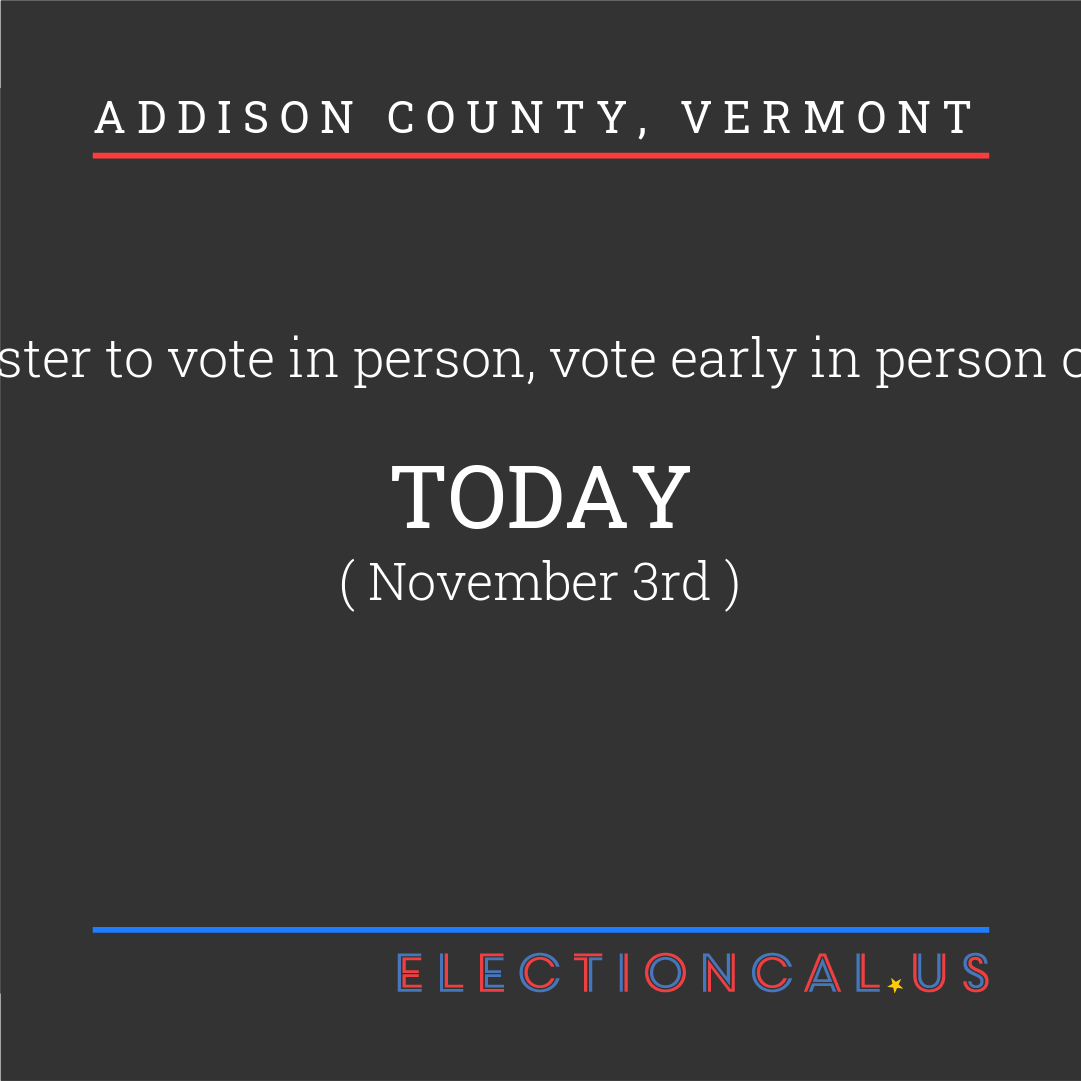 ADDISON COUNTY, VERMONT
ster to vote in person, vote early in person
TODAY
( November 3rd )
ELECTIONCAL.US